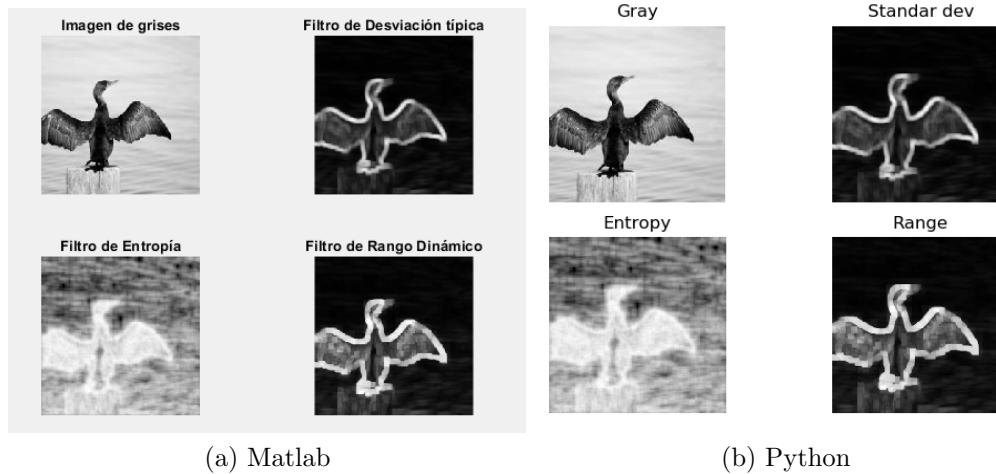 Imagen de grises
Filtro de Desviación típica
Filtro de Entropía
Filtro de Rango Dinámico
(a) Matlab
Gray
Standar dev
Entropy
Range
(b) Python